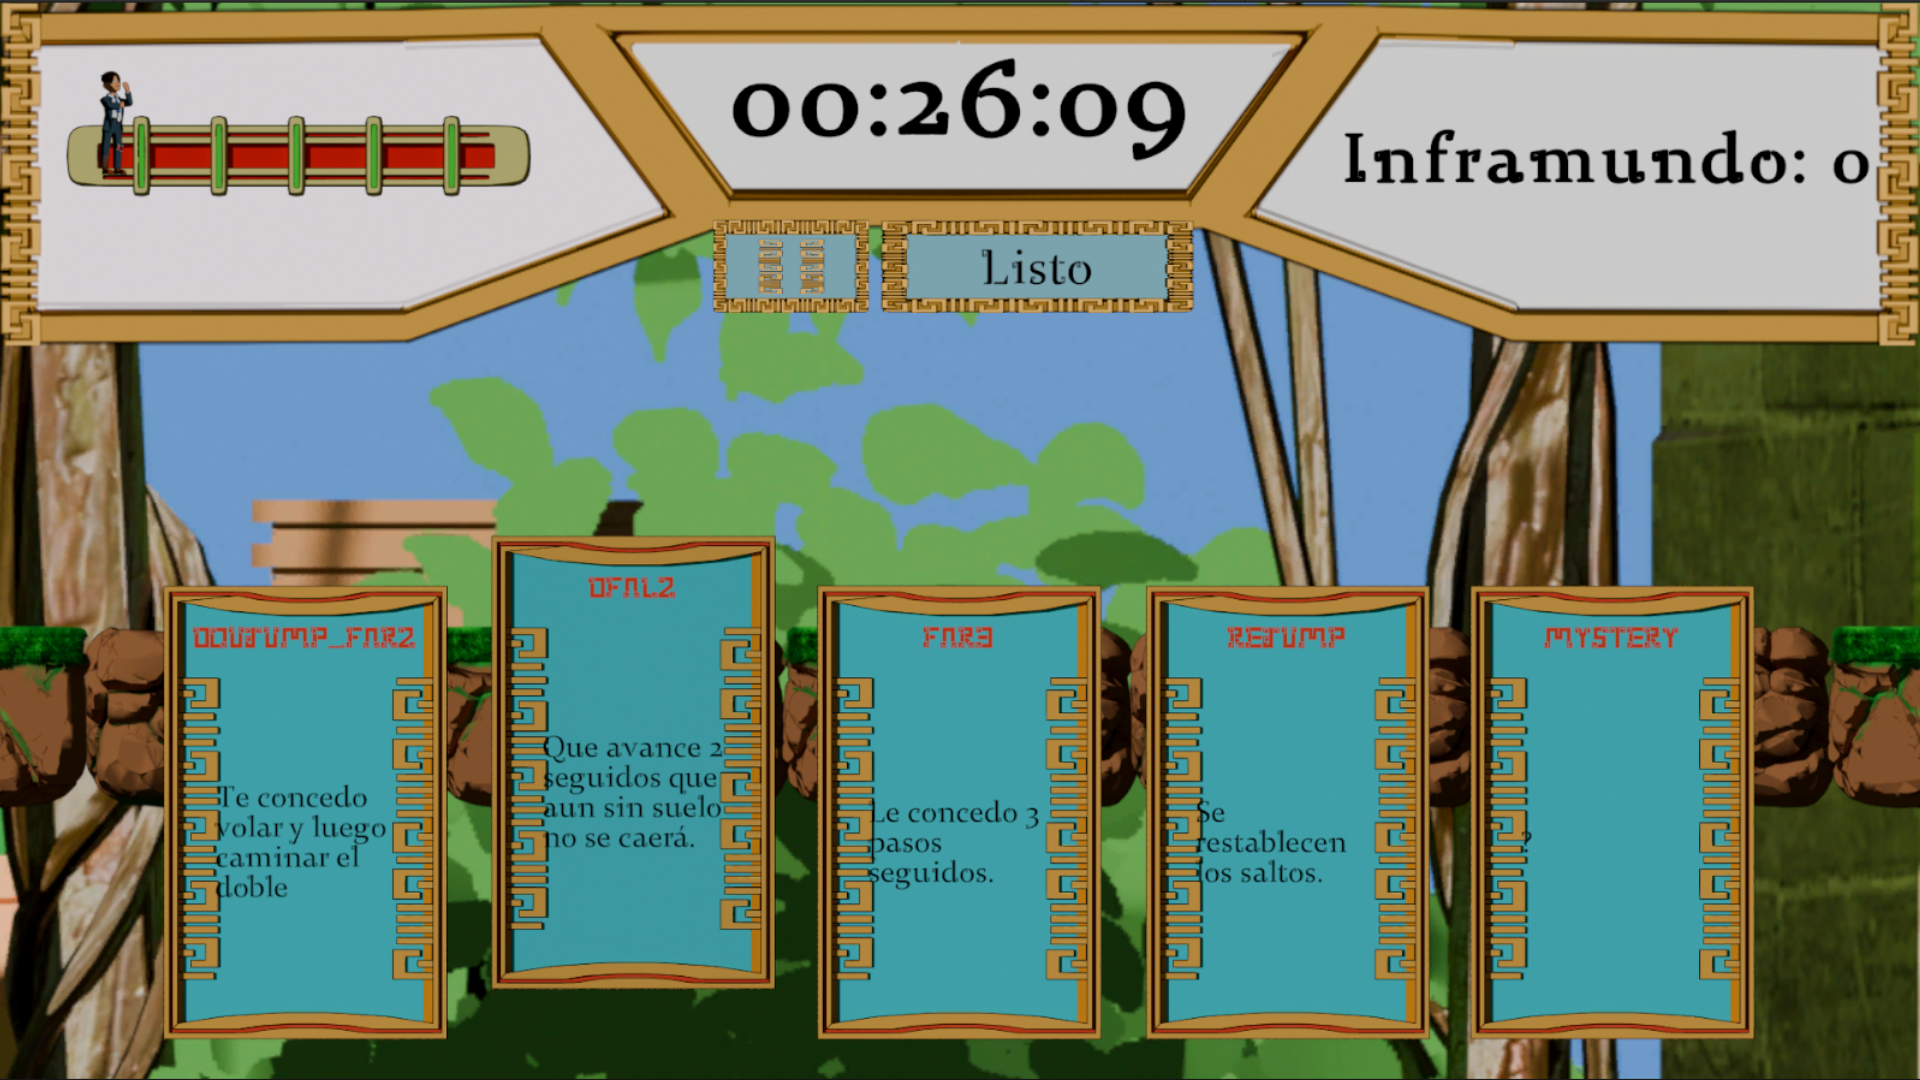 00:26:09
Inframundo: 0
Listo
DOUJUMP_FAR2
Te concedo
volar y luego
caminar el
doble
OFAL2
Que avance 2
seguidos que
aun sin suelo
no se caerá.
FAR3
Le concedo 3
pasos
seguidos.
REJUMP
Se
restablecen
los saltos.
MYSTERY
?